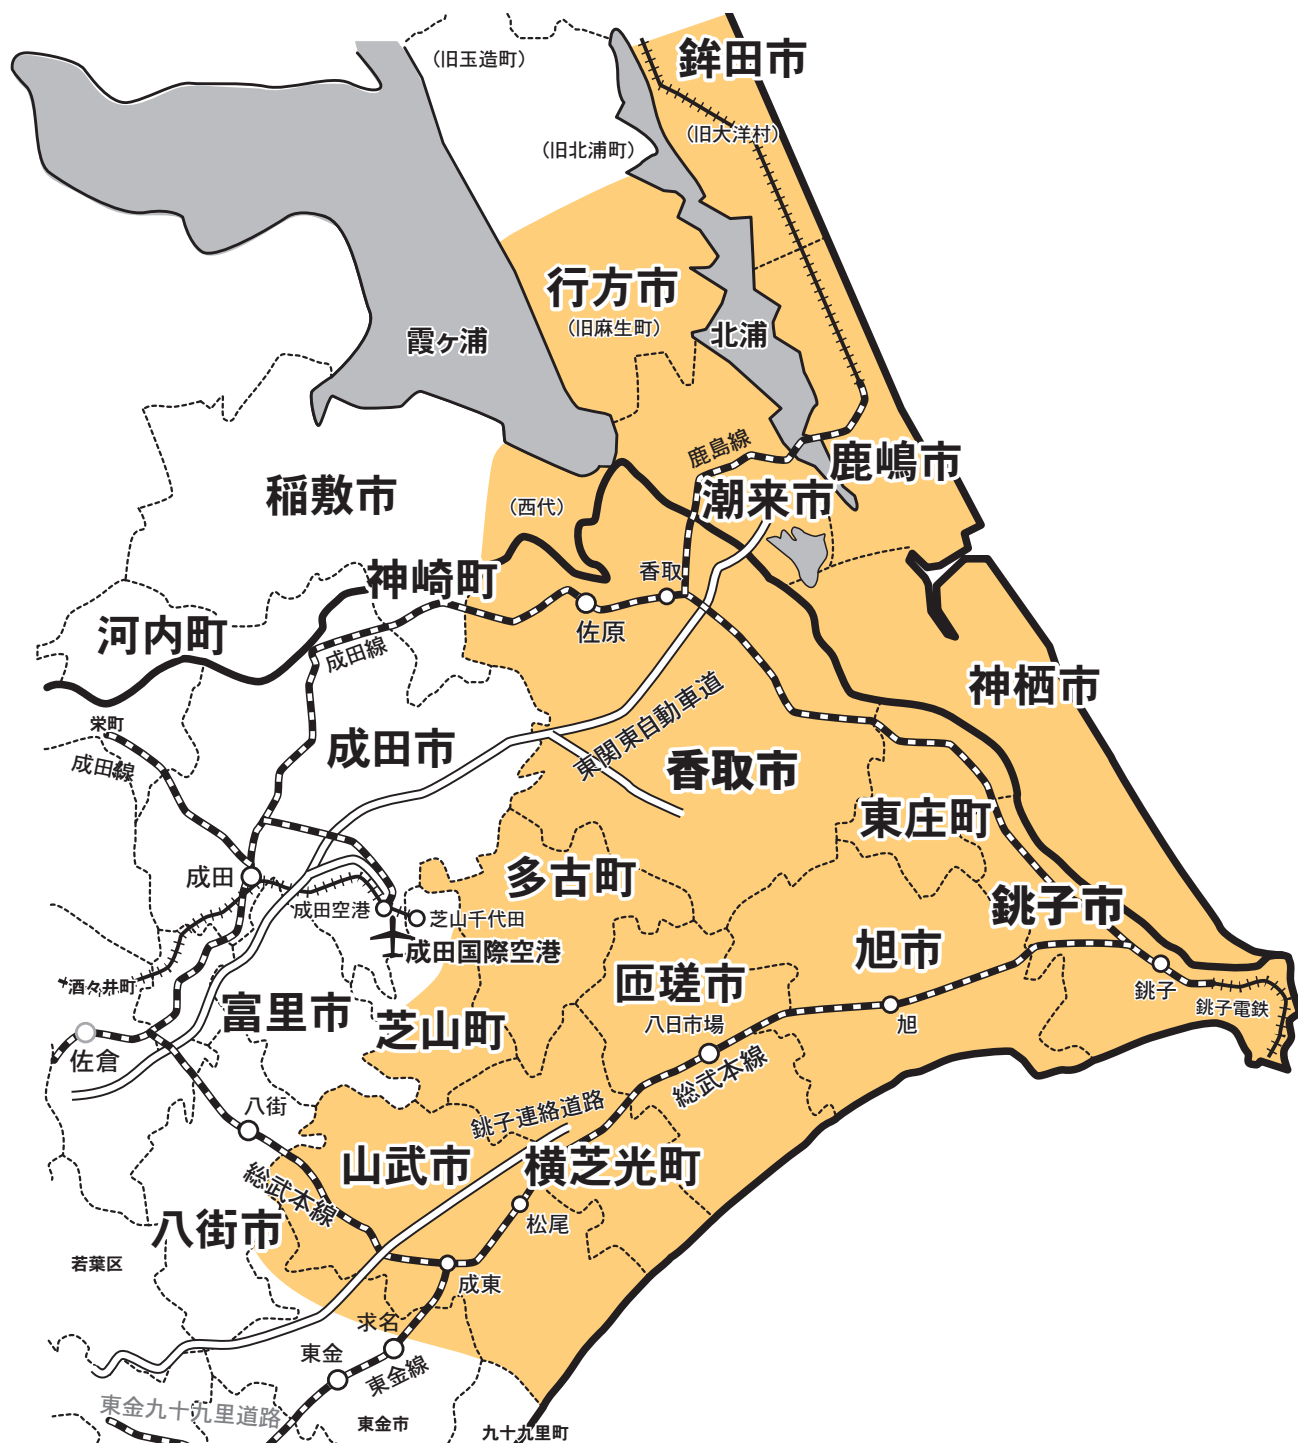 鉾田市
（旧玉造町）
（旧大洋村）
（旧北浦町）
行方市
（旧麻生町）
北浦
霞ヶ浦
鹿島線
鹿嶋市
稲敷市
潮来市
（西代）
神崎町
香取
河内町
佐原
成田線
神栖市
東関東自動車道
栄町
成田市
成田線
香取市
東庄町
多古町
成田
成田空港
芝山千代田
銚子市
成田国際空港
旭市
酒々井町
匝瑳市
銚子
富里市
芝山町
八日市場
旭
銚子電鉄
佐倉
総武本線
八街
銚子連絡道路
山武市
横芝光町
総武本線
八街市
松尾
若葉区
成東
求名
東金
東金線
東金九十九里道路
東金市
九十九里町